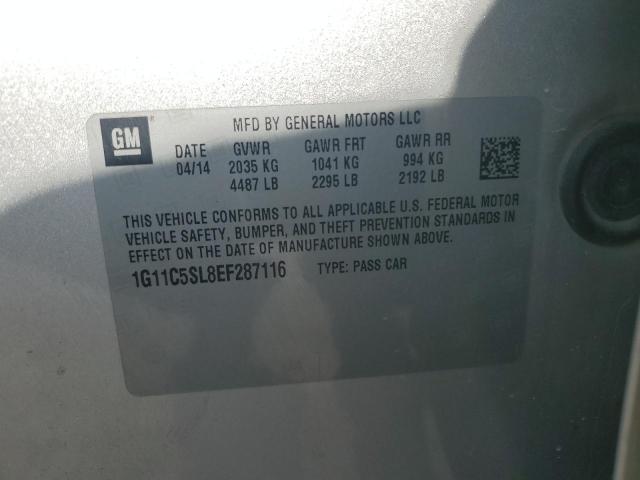 GM
MFD BY GENERAL MOTORS LLC
DATE GVWR GAWR FRT GAWR RR
04/14 2035 KG 1041 KG 994 KG
4487 LB 2295 LB 2192 LB
THIS VEHICLE CONFORMS TO ALL APPLICABLE U.S. FEDERAL MOTOR
VEHICLE SAFETY, BUMPER, AND THEFT PREVENTION STANDARDS IN
EFFECT ON THE DATE OF MANUFACTURE SHOWN ABOVE.
1G11C5SL8EF287116 TYPE: PASS CAR